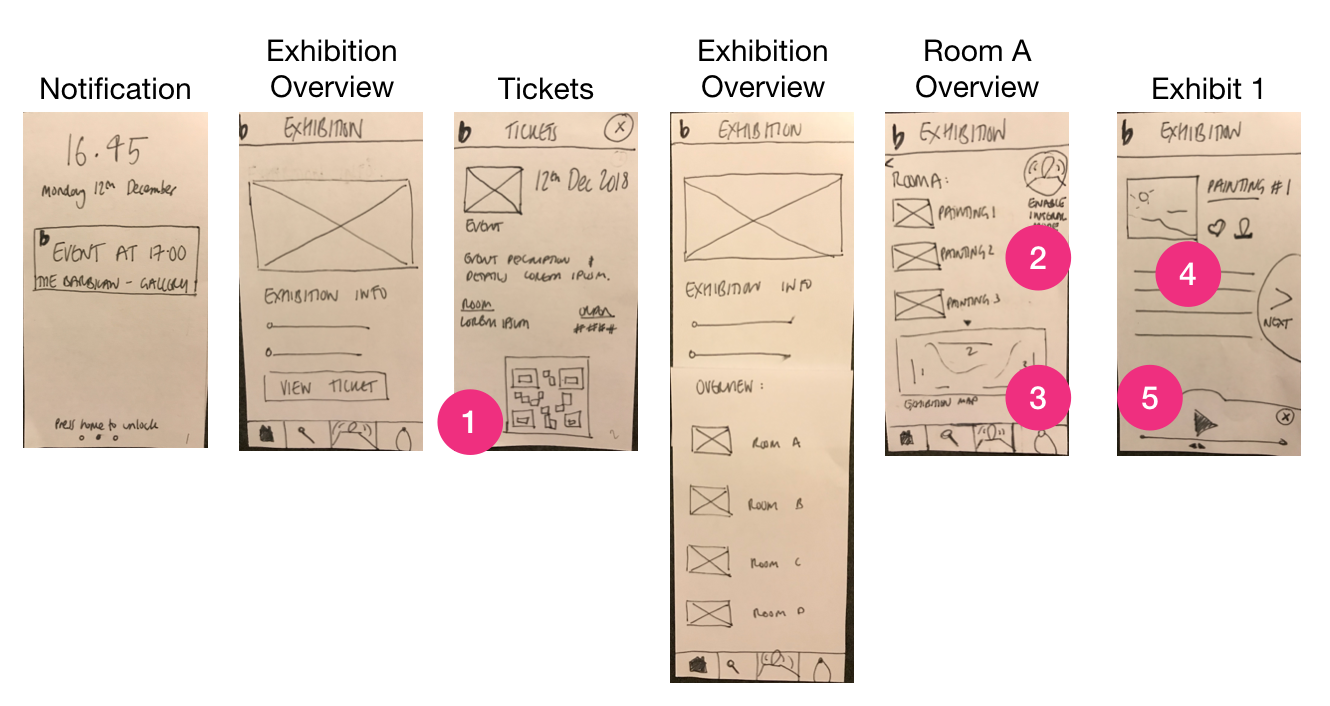 Notification
16.45
Monday 12th December
b
EVENT AT 17:00
THE BARBICAN - GALLERY
Press home to unlock
1
Exhibition
Overview
b EXHIBITION
EXHIBITION INFO
VIEW TICKET
Tickets
b TICKETS X
12th Dec 2018
EVENT
EVENT DESCRIPTION &
DETAILS LOREM IPSUM.
ROOM
LOREM IPSUM
####
1
2
Exhibition
Overview
b EXHIBITION
EXHIBITION INFO
OVERVIEW:
ROOM A
ROOM B
ROOM C
ROOM D
Room A
Overview
b EXHIBITION
<
ROOM A:
ENABLE
PAINTING 1
PAINTING 2
2
PAINTING 3
1 2 3
EXHIBITION MAP
3
Exhibit 1
b EXHIBITION
PAINTING #1
4
>
NEXT
5
X